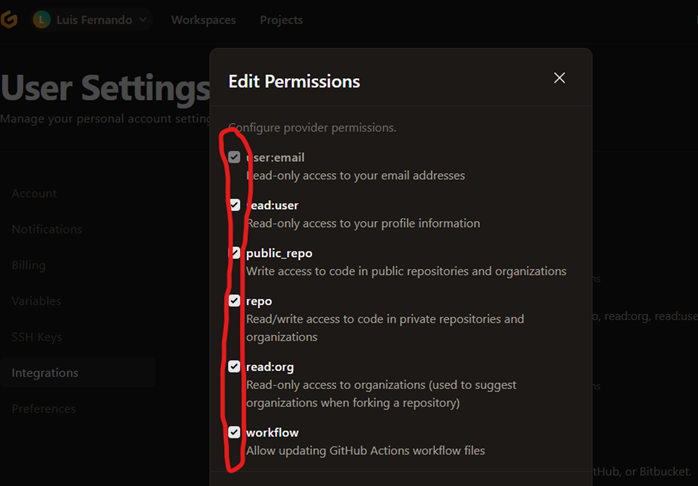 L Luis Fernando Workspaces Projects
User Settings
Manage your personal account setting
Account
Notifications
Billing
Variables
SSH Keys
Integrations
Preferences
Edit Permissions
Configure provider permissions.
user:email
Read-only access to your email addresses
read:user
Read-only access to your profile information
public_repo
Write access to code in public repositories and organizations
repo
Read/write access to code in private repositories and
organizations
read:org
Read-only access to organizations (used to suggest
organizations when forking a repository)
workflow
Allow updating GitHub Actions workflow files
ns
o, read:org, read:use
ns
tHub, or Bitbucket.